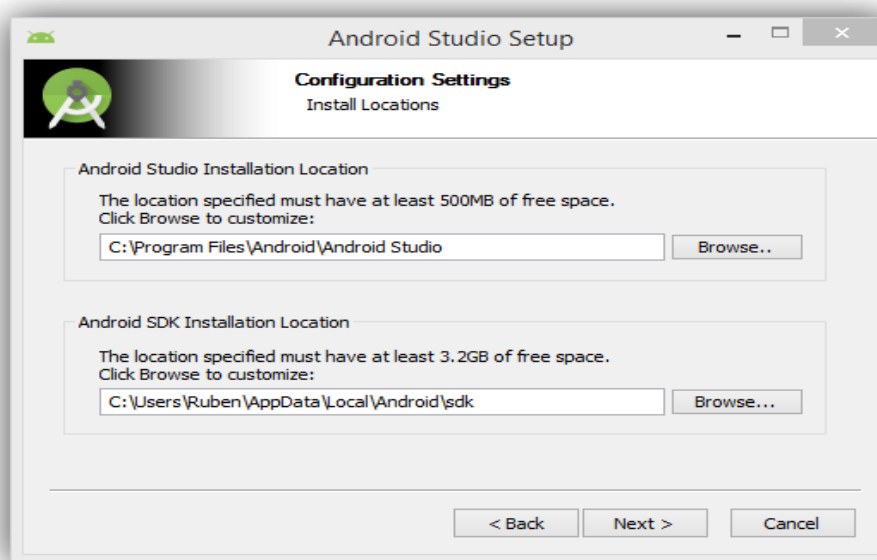 Android Studio Setup
Configuration Settings
Install Locations
Android Studio Installation Location
The location specified must have at least 500MB of free space.
Click Browse to customize:
C:\Program Files\Android\Android Studio
Browse..
Android SDK Installation Location
The location specified must have at least 3.2GB of free space.
Click Browse to customize:
C:\Users\Ruben\AppData\Local\Android\sdk
Browse...
< Back
Next >
Cancel